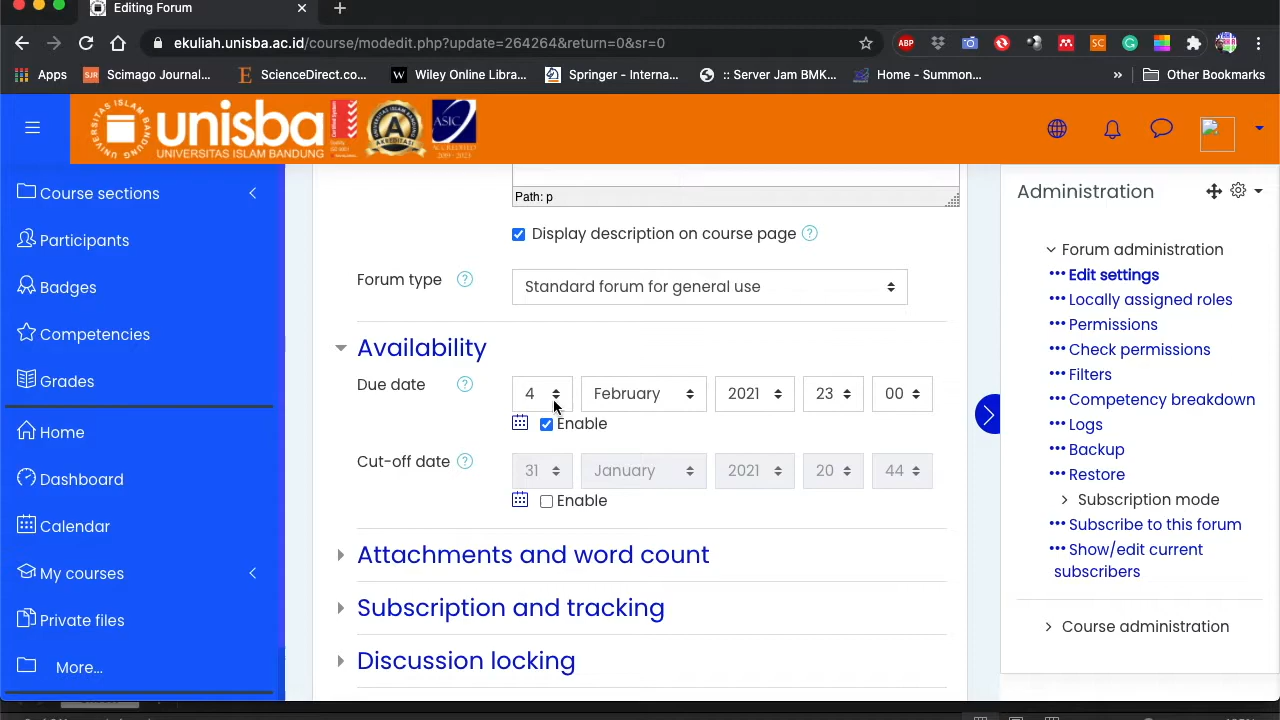 Editing Forum
ekuliah.unisba.ac.id/course/modedit.php?update=264264&return=0&sr=0
Apps
Scimago Journal...
ScienceDirect.co...
Wiley Online Libra...
Springer - Interna...
:: Server Jam BMK...
Home - Summon...
»
Other Bookmarks
unisba
UNIVERSITAS ISLAM BANDUNG
ASIC
Course sections
Participants
Badges
Competencies
Grades
Home
Dashboard
Calendar
My courses
Private files
More...
Path: p
Display description on course page
Forum type
Standard forum for general use
Availability
Due date
4 February 2021 23 00
Enable
Cut-off date
31 January 2021 20 44
Enable
Attachments and word count
Subscription and tracking
Discussion locking
Administration
Forum administration
Edit settings
Locally assigned roles
Permissions
Check permissions
Filters
Competency breakdown
Logs
Backup
Restore
Subscription mode
Subscribe to this forum
Show/edit current
subscribers
Course administration